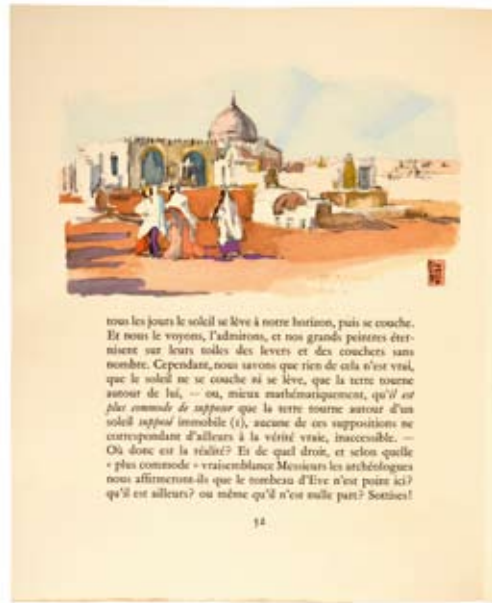 tous les jours le soleil se lève à notre horizon, puis se couche.
Et nous le voyons, l'admirons, et nos grands peintres éter-
nisent sur leurs toiles des levers et des couchers sans
nombre. Cependant, nous savons que rien de cela n'est vrai,
que le soleil ne se couche ni se lève, que la terre tourne
autour de lui, — ou, mieux mathématiquement, qu'il est
plus commode de supposer que la terre tourne autour d'un
soleil supposé immobile (1), aucune de ces suppositions ne
correspondant d'ailleurs à la vérité vraie, inaccessible. —
Où donc est la réalité? Et de quel droit, et selon quelle
« plus commode » vraisemblance Messieurs les archéologues
nous affirmeront-ils que le tombeau d'Eve n'est point ici?
qu'il est ailleurs? ou même qu'il n'est nulle part? Sottises!
52